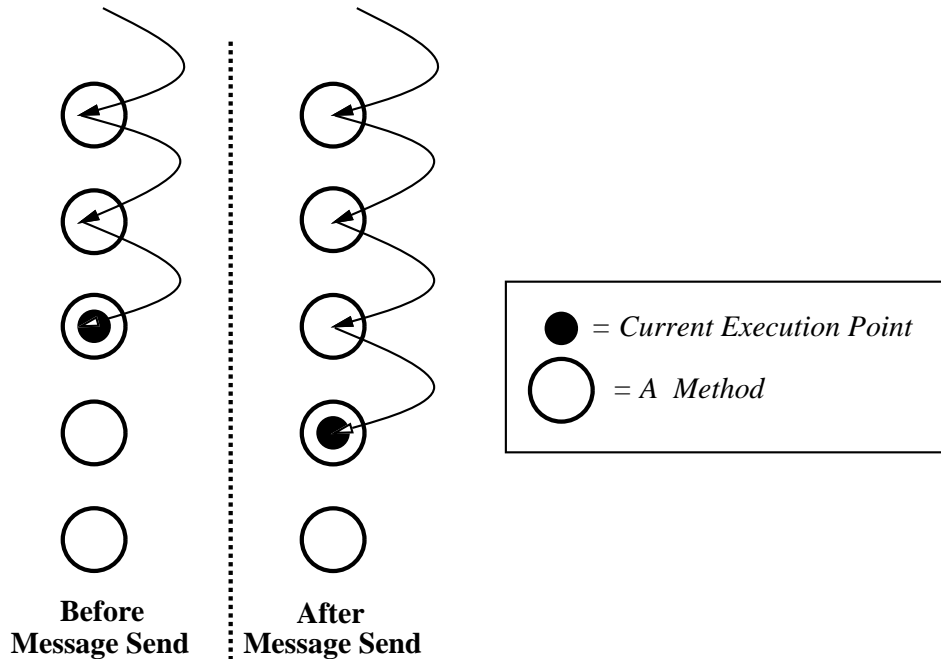 = Current Execution Point
= A Method
Before
Message Send
After
Message Send